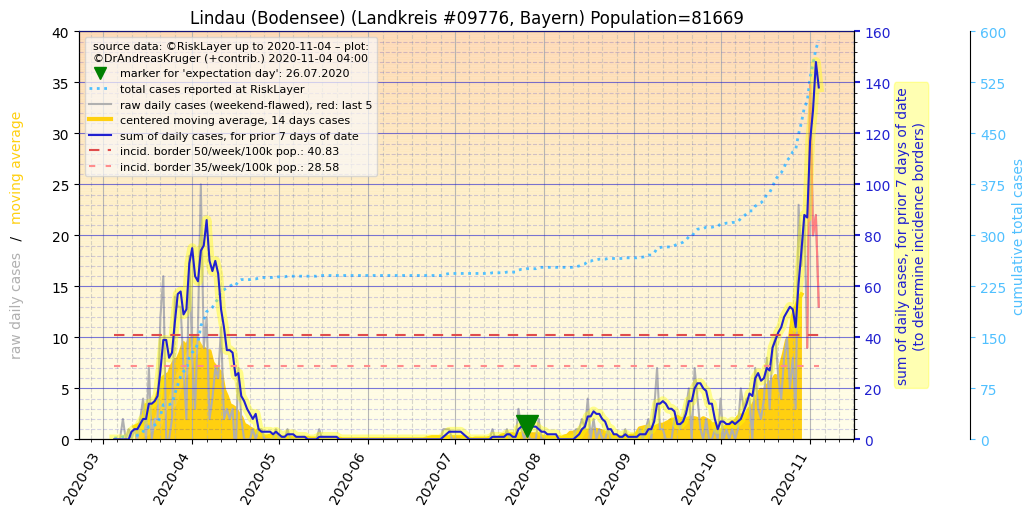 Lindau (Bodensee) (Landkreis #09776, Bayern) Population=81669
source data: ©RiskLayer up to 2020-11-04 – plot:
©DrAndreasKruger (+contrib.) 2020-11-04 04:00
marker for 'expectation day': 26.07.2020
total cases reported at RiskLayer
raw daily cases (weekend-flawed), red: last 5
centered moving average, 14 days cases
sum of daily cases, for prior 7 days of date
incid. border 50/week/100k pop.: 40.83
incid. border 35/week/100k pop.: 28.58
raw daily cases / moving average
40
35
30
25
20
15
10
5
0
160
140
120
100
80
60
40
20
0
sum of daily cases, for prior 7 days of date
(to determine incidence borders)
600
525
450
375
300
225
150
75
0
cumulative total cases
2020-03
2020-04
2020-05
2020-06
2020-07
2020-08
2020-09
2020-10
2020-11